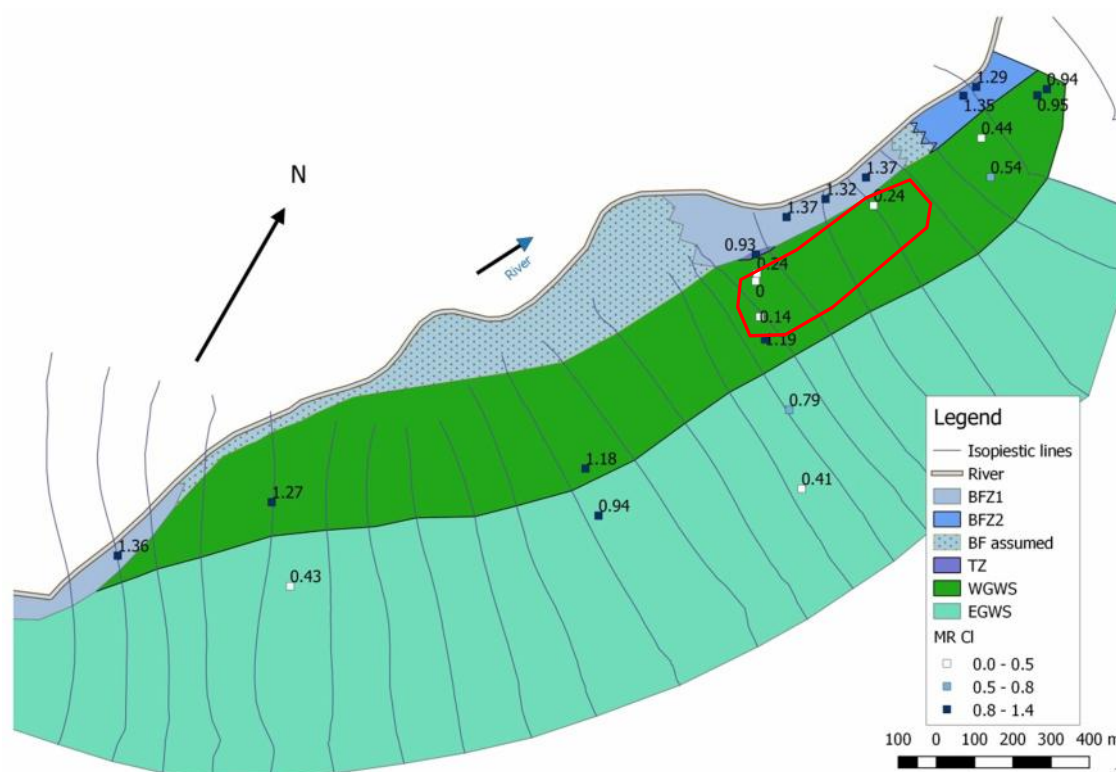 1.29
0.94
1.35
0.95
0.44
0.54
1.37
1.32
0.24
1.37
N
0.93
0.24
River
0
0.14
1.19
0.79
1.18
0.41
1.27
0.94
1.36
0.43
Legend
Isopiestic lines
River
BFZ1
BFZ2
BF assumed
TZ
WGWS
EGWS
MR Cl
0.0 - 0.5
0.5 - 0.8
0.8 - 1.4
100 0 100 200 300 400 m